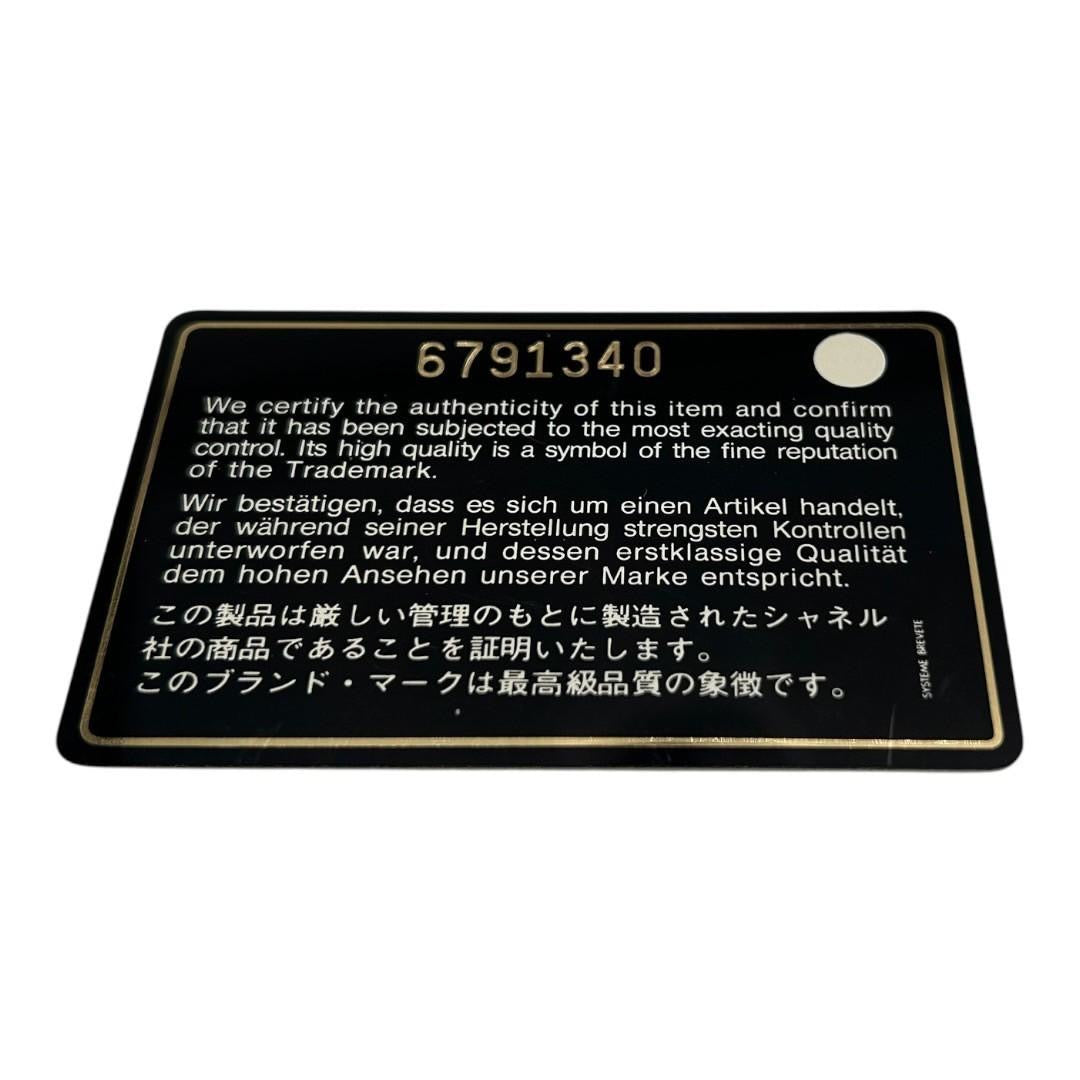 6791340
We certify the authenticity of this item and confirm
that it has been subjected to the most exacting quality
control. Its high quality is a symbol of the fine reputation
of the Trademark.
Wir bestätigen, dass es sich um einen Artikel handelt,
der während seiner Herstellung strengsten Kontrollen
unterworfen war, und dessen erstklassige Qualität
dem hohen Ansehen unserer Marke entspricht.
この製品は厳しい管理のもとに製造されたシャネル
社の商品であることを証明いたします。
このブランド・マークは最高級品質の象徴です。
SYSTEME BREVETE